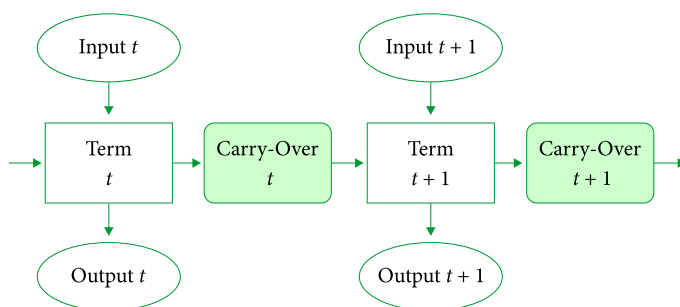 Input t
Input t + 1
Term
t
Carry-Over
t
Term
t + 1
Carry-Over
t + 1
Output t
Output t + 1